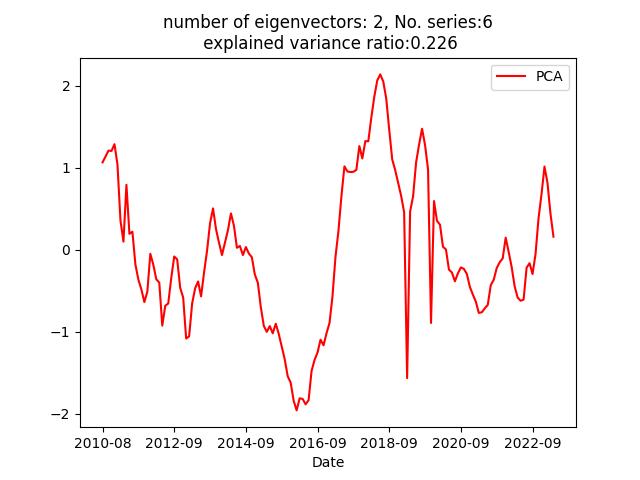 number of eigenvectors: 2, No. series:6
explained variance ratio:0.226
PCA
2
1
0
−1
−2
2010-08 2012-09 2014-09 2016-09 2018-09 2020-09 2022-09
Date